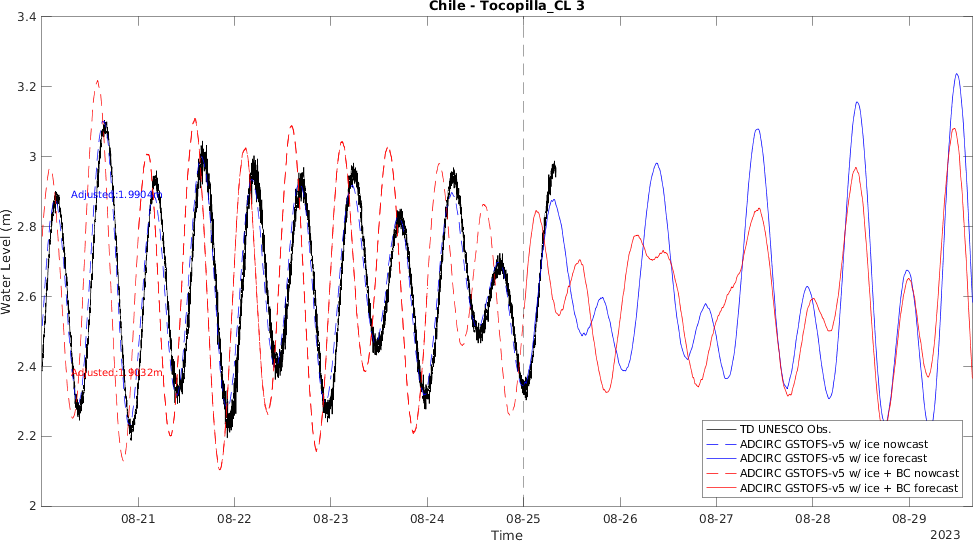 Chile - Tocopilla_CL 3
Water Level (m)
3.4
3.2
3
2.8
2.6
2.4
2.2
2
Adjusted:1.9904m
Adjusted:1.9032m
TD UNESCO Obs.
ADCIRC GSTOFS-v5 w/ ice nowcast
ADCIRC GSTOFS-v5 w/ ice forecast
ADCIRC GSTOFS-v5 w/ ice + BC nowcast
ADCIRC GSTOFS-v5 w/ ice + BC forecast
08-21 08-22 08-23 08-24 08-25 08-26 08-27 08-28 08-29
Time
2023